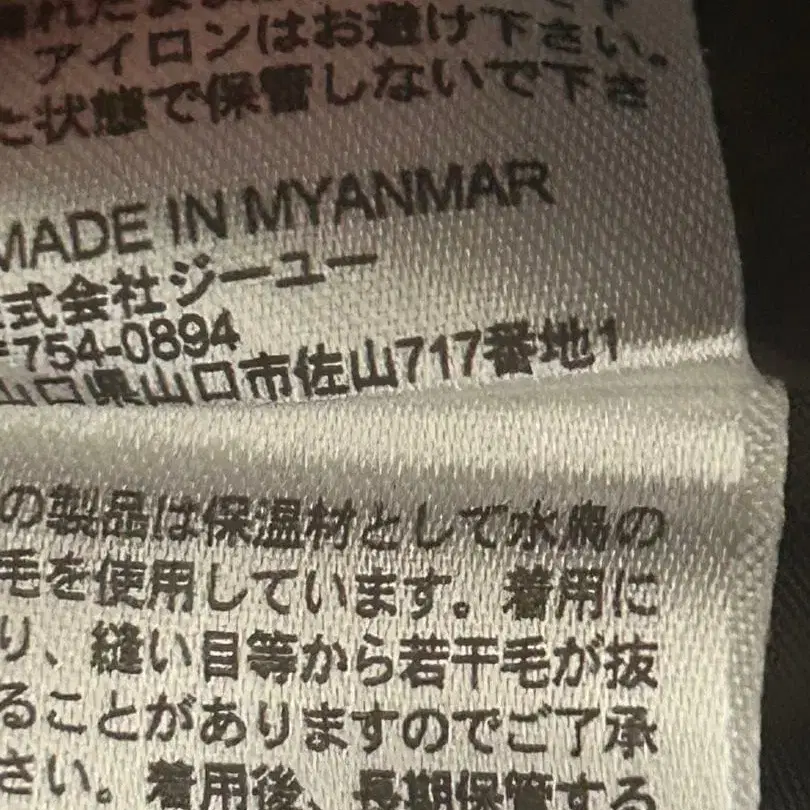 アイロンはお避け下さい。
た状態で保管しないで下さ
MADE IN MYANMAR
式会社ジーユー
〒754-0894
山口県山口市佐山717番地1
の製品は保温材として水鳥の
毛を使用しています。着用に
り、縫い目等から若干毛が抜
ることがありますのでご了承
さい。着用後、長期保管する